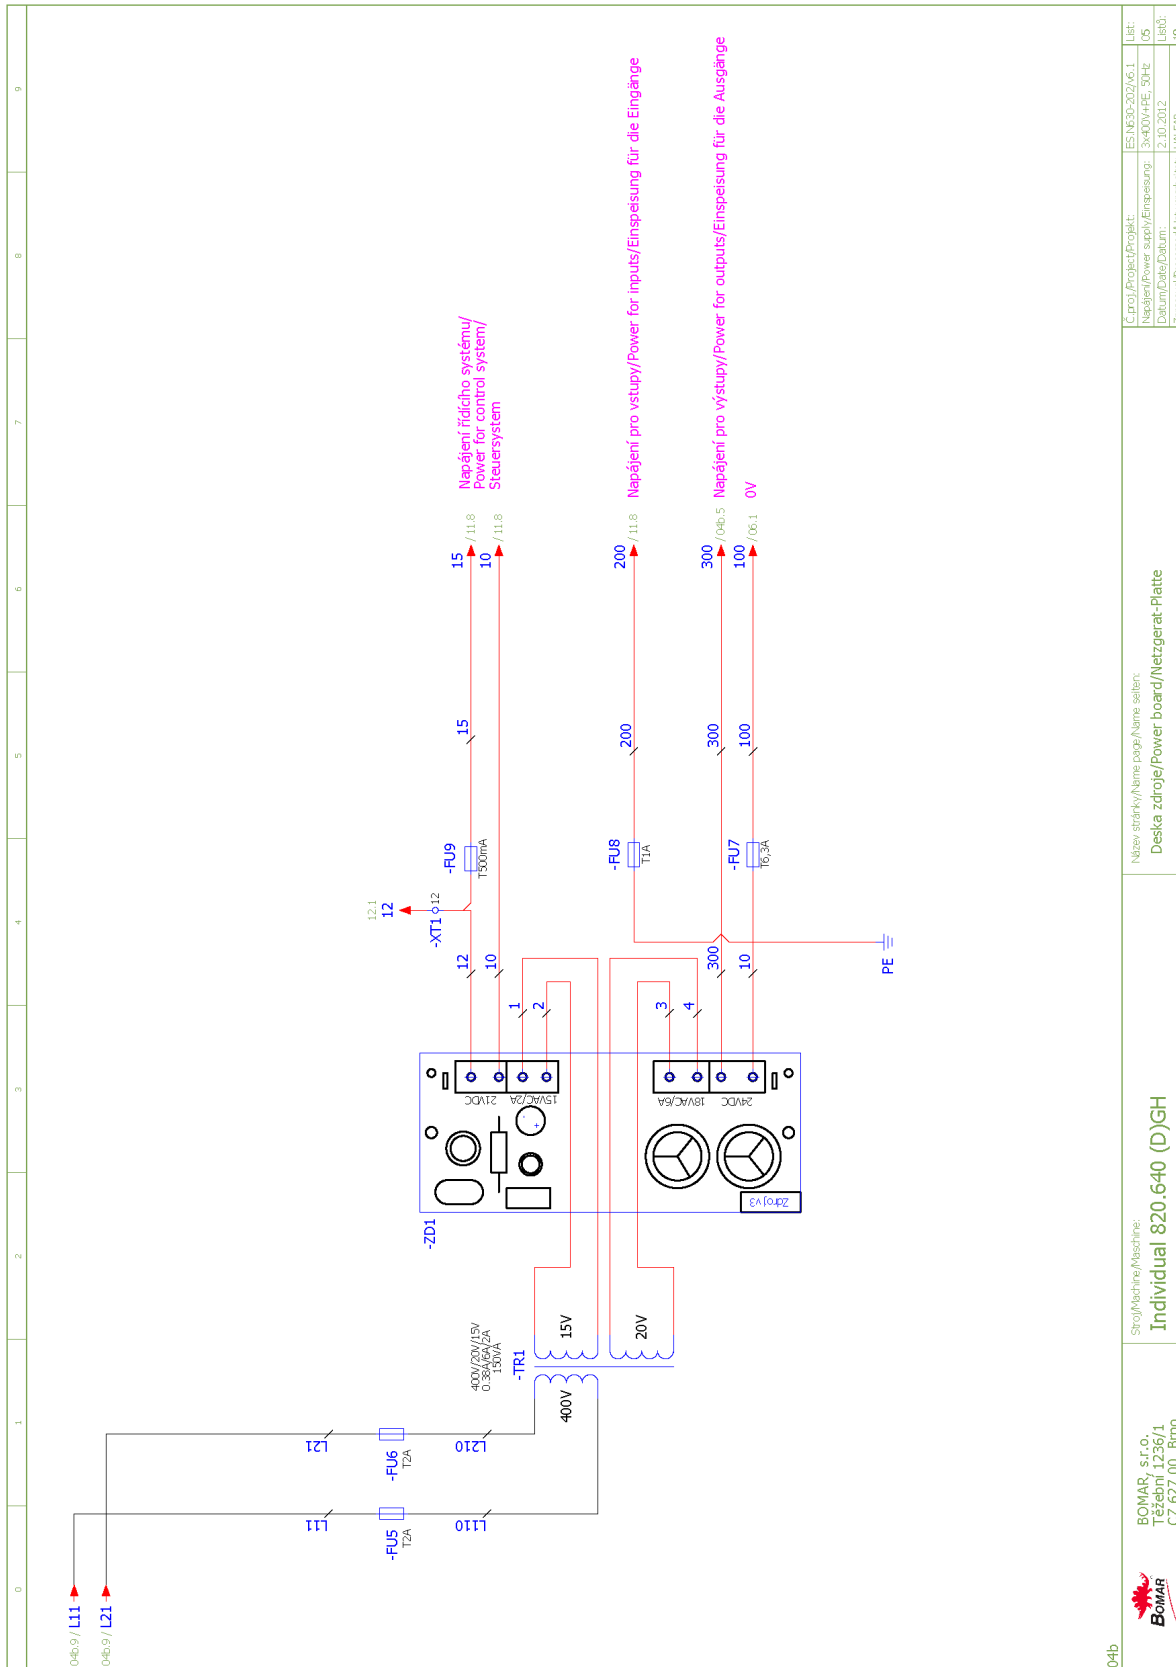 0
1
2
3
4
5
6
7
8
9
04b.9 / L11
04b.9 / L21
L11
L21
-FU5
T2A
-FU6
T2A
L110
L210
400V/20V/15V
0.38A/6A/2A
150VA
-TR1
400V
15V
20V
-ZD1
21VDC
15VAC/2A
18VAC/6A
24VDC
Zdroj v3
- +
1
2
3
4
12
10
300
10
12.1
12
-XT1
12
-FU9
T500mA
-FU8
T1A
-FU7
T6,3A
PE
15
200
300
100
15 / 11.8
10 / 11.8
Napájení řídícího systému/
Power for control system/
Steuersystem
200 / 11.8
Napájení pro vstupy/Power for inputs/Einspeisung für die Eingänge
300 / 04b.5
Napájení pro výstupy/Power for outputs/Einspeisung für die Ausgänge
100 / 06.1
0V
04b
BOMAR
BOMAR, s.r.o.
Těžební 1236/1
CZ 627 00 Brno
Stroj/Machine/Maschine:
Individual 820.640 (D)GH
Název stránky/Name page/Name seiten:
Deska zdroje/Power board/Netzgerat-Platte
Č.proj./Project/Projekt:
ES.N630-202/v6.1
Napájení/Power supply/Einspeisung:
3x400V+PE, 50Hz
Datum/Date/Datum:
2.10.2012
List:
05
Listů: